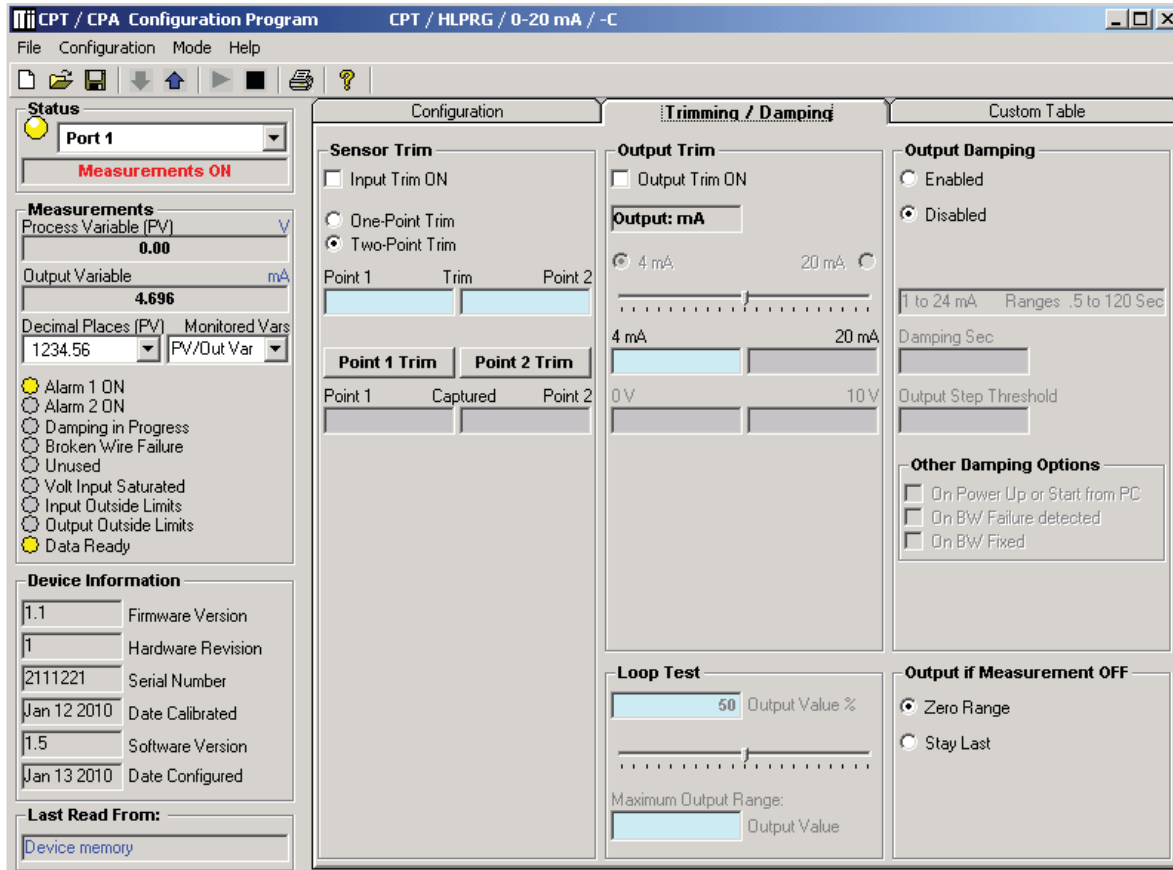 CPT / CPA Configuration Program CPT / HLPRG / 0-20 mA / -C
File Configuration Mode Help
Status
Port 1
Measurements ON
Measurements
Process Variable (PV) V
0.00
Output Variable mA
4.696
Decimal Places (PV) Monitored Vars
1234.56 PV/Out Var
Alarm 1 ON
Alarm 2 ON
Damping in Progress
Broken Wire Failure
Unused
Volt Input Saturated
Input Outside Limits
Output Outside Limits
Data Ready
Device Information
1.1 Firmware Version
1 Hardware Revision
2111221 Serial Number
Jan 12 2010 Date Calibrated
1.5 Software Version
Jan 13 2010 Date Configured
Last Read From:
Device memory
Configuration Trimming / Damping Custom Table
Sensor Trim
Input Trim ON
One-Point Trim
Two-Point Trim
Point 1 Trim Point 2
Point 1 Trim Point 2 Trim
Point 1 Captured Point 2
Output Trim
Output Trim ON
Output: mA
4 mA 20 mA
4 mA 20 mA
0 V 10 V
Loop Test
50 Output Value %
Maximum Output Range:
Output Value
Output Damping
Enabled
Disabled
1 to 24 mA Ranges .5 to 120 Sec
Damping Sec
Output Step Threshold
Other Damping Options
On Power Up or Start from PC
On BW Failure detected
On BW Fixed
Output if Measurement OFF
Zero Range
Stay Last